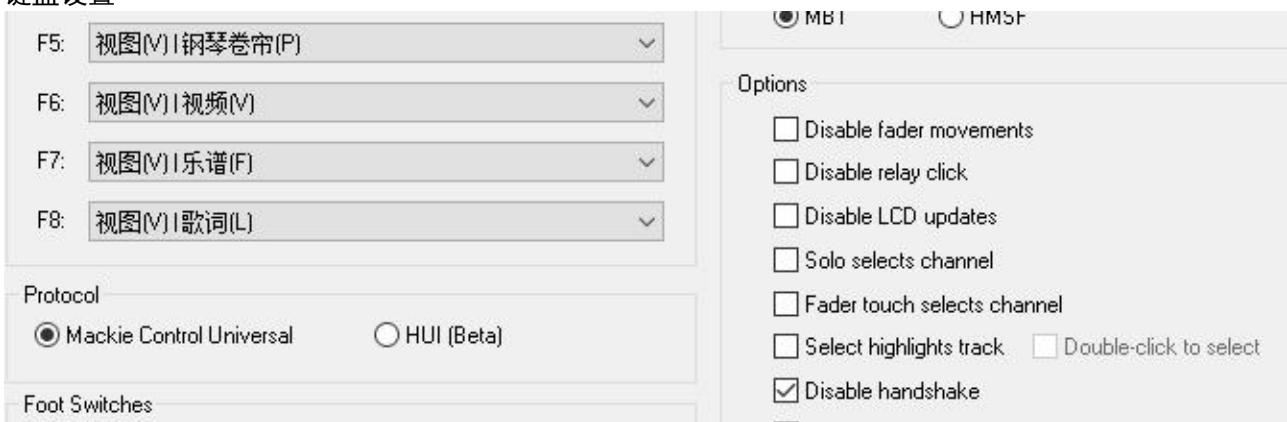 MBT
HMSF
F5:
视图(V) | 钢琴卷帘(P)
F6:
视图(V) | 视频(V)
F7:
视图(V) | 乐谱(F)
F8:
视图(V) | 歌词(L)
Protocol
Mackie Control Universal
HUI (Beta)
Foot Switches
Options
Disable fader movements
Disable relay click
Disable LCD updates
Solo selects channel
Fader touch selects channel
Select highlights track
Double-click to select
Disable handshake